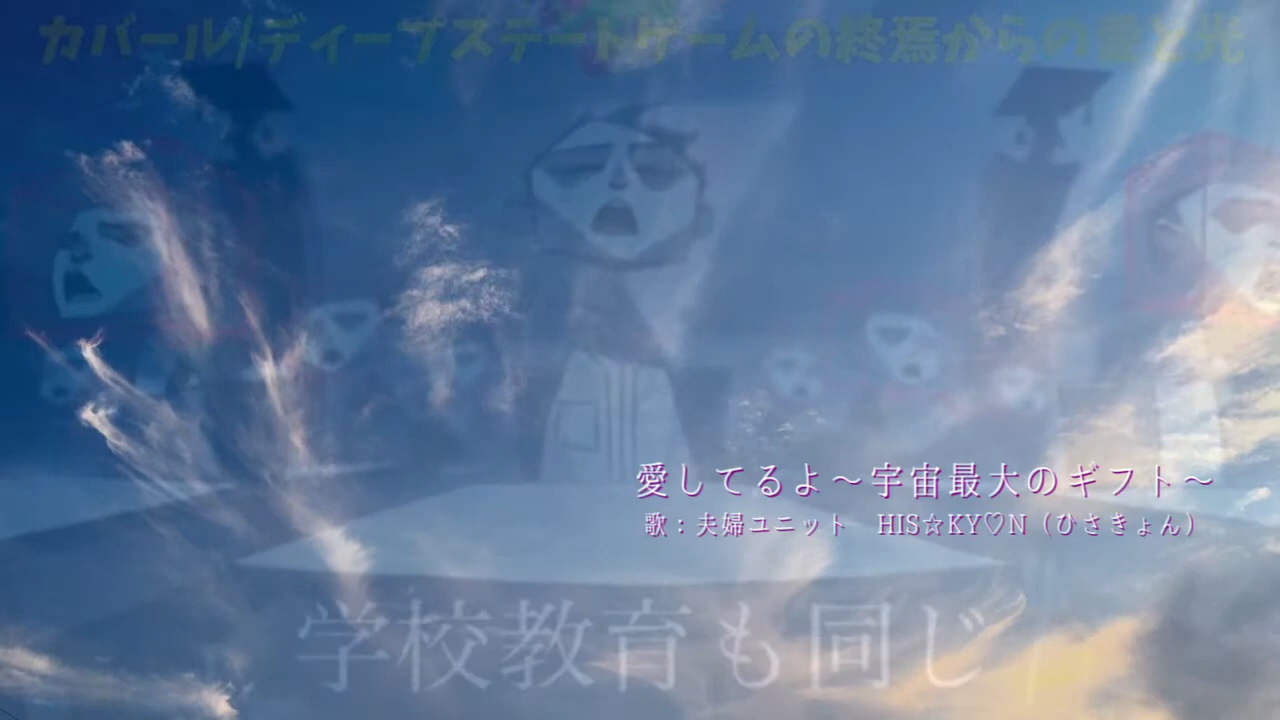 カバール/ディープステートゲームの終焉からの愛と光
愛してるよ～宇宙最大のギフト～
歌：夫婦ユニット　HIS☆KY♡N（ひさきょん）
学校教育も同じ